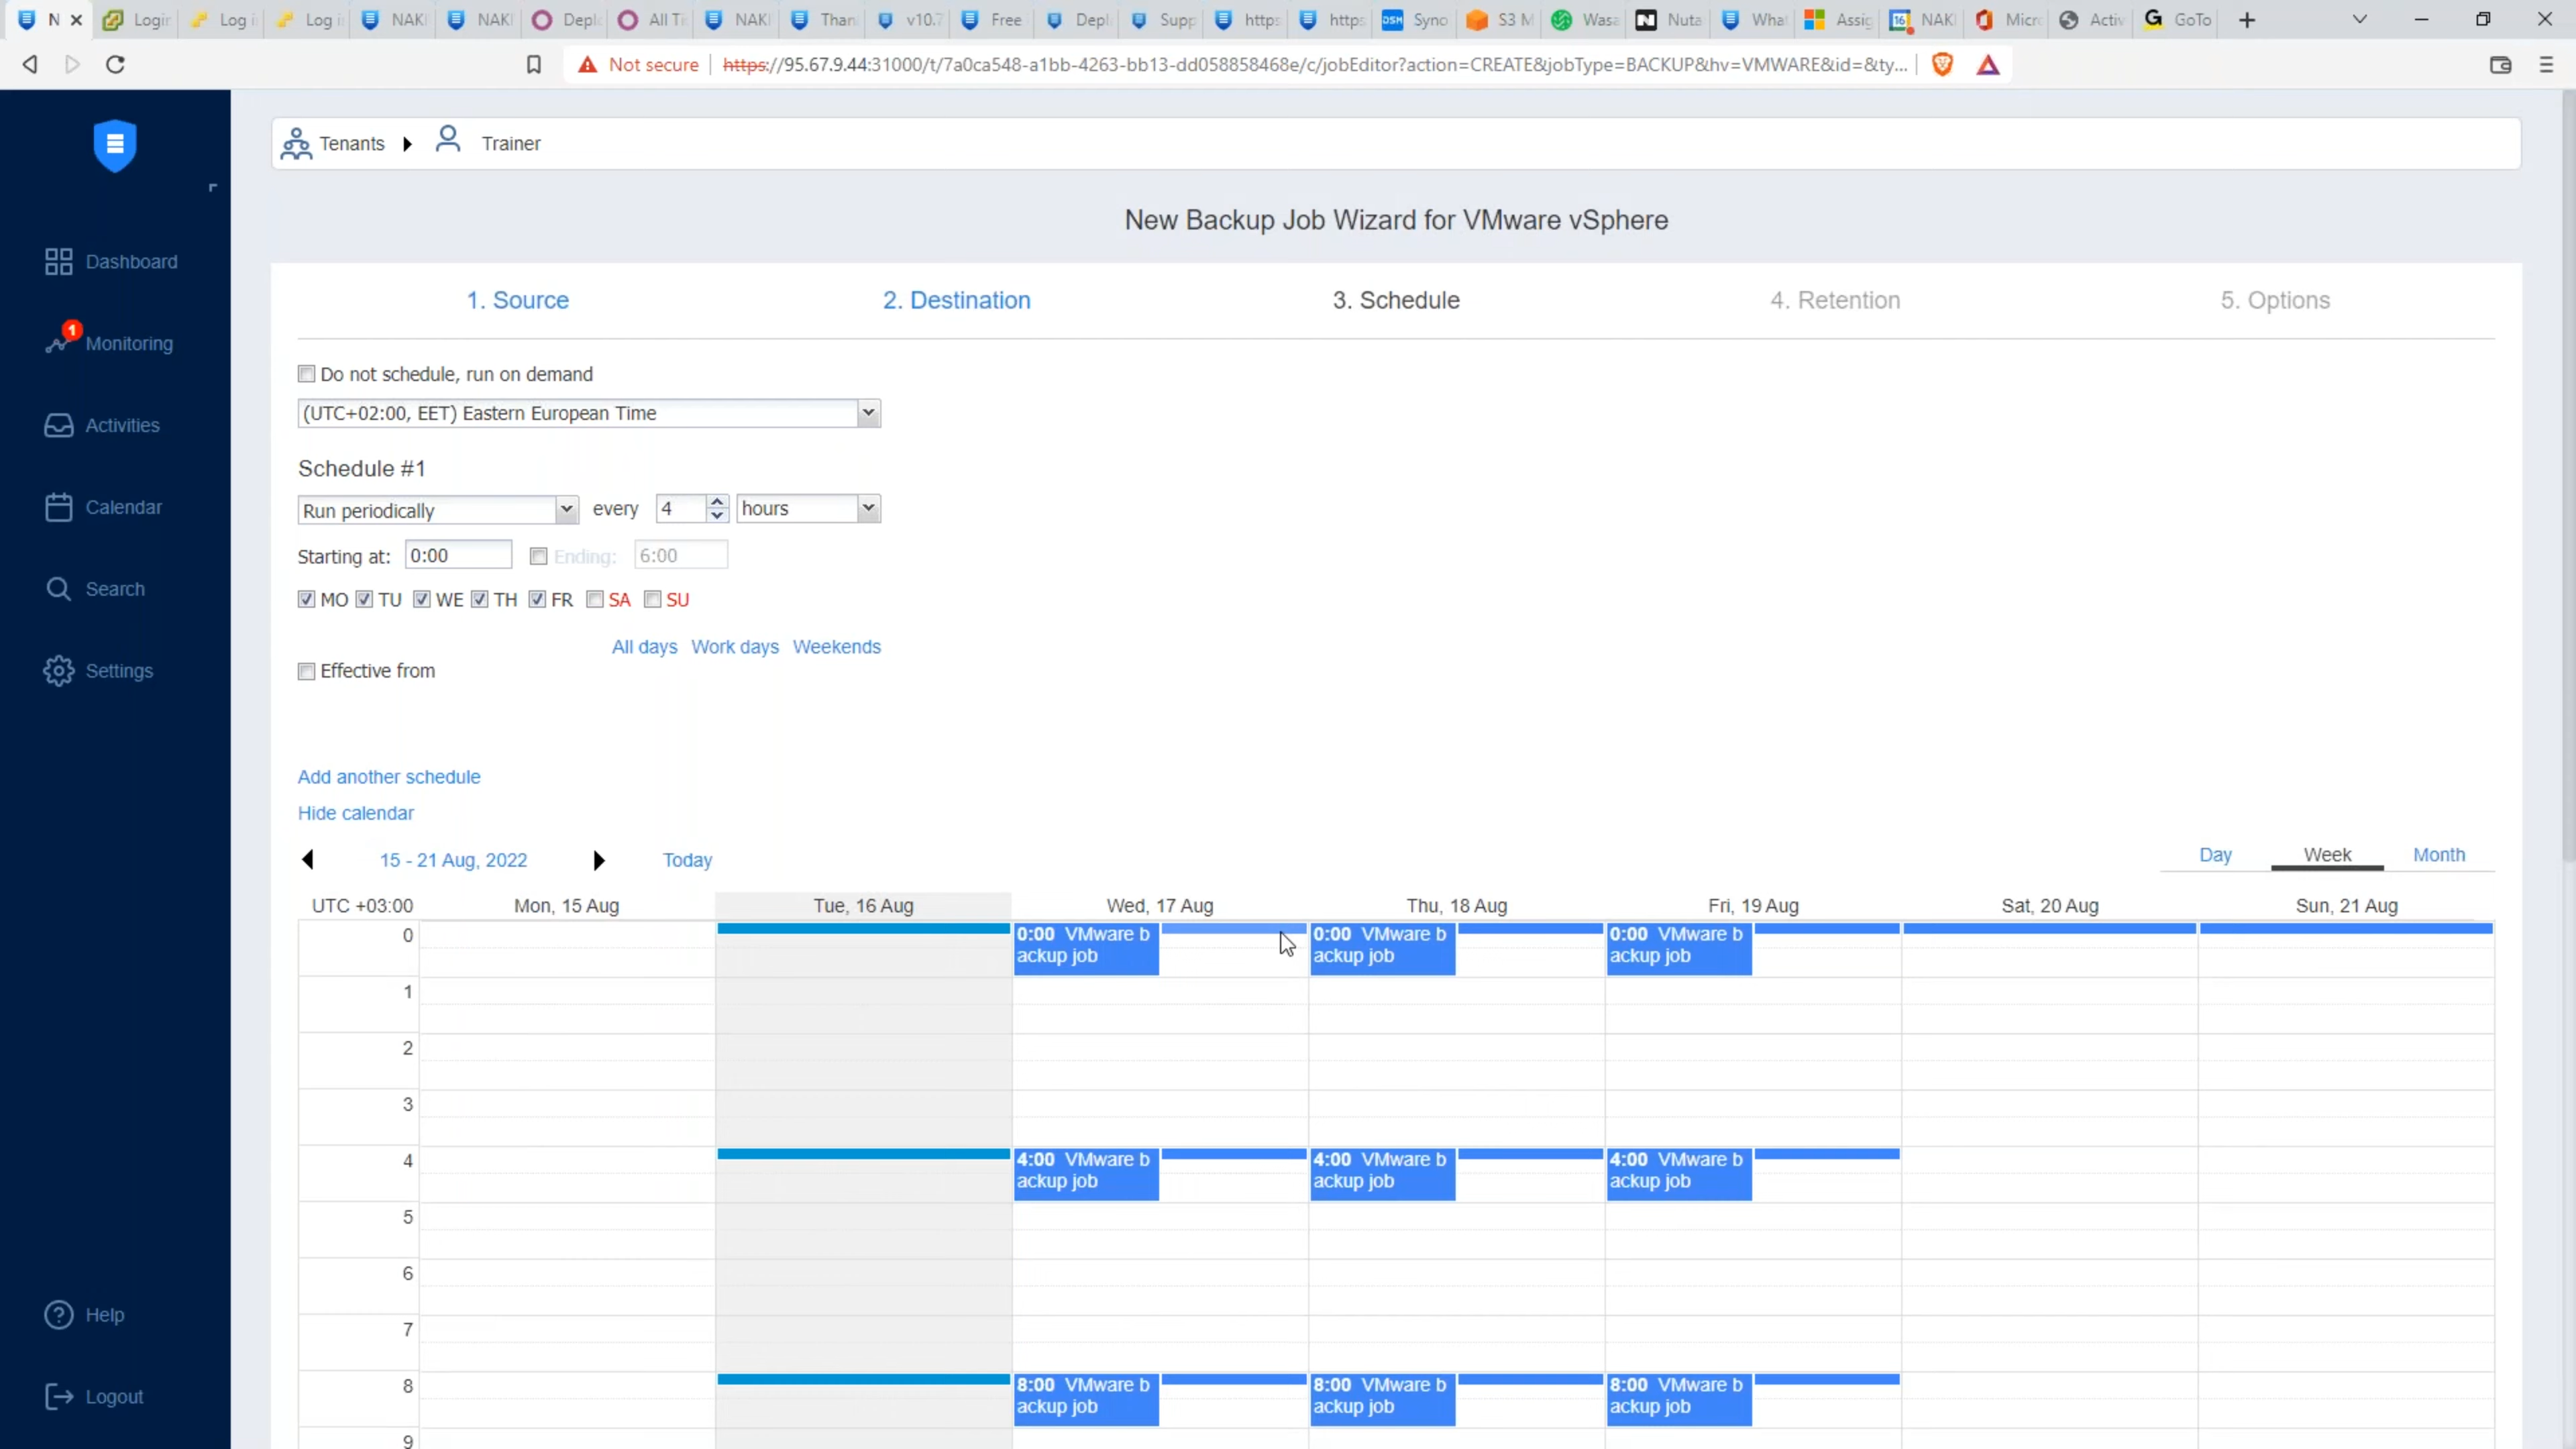 N Login Log i Log i NAKI NAKI Deplo All Ti NAKI Than v10.7 Free Depl Supp https https DSM Syno S3 M Wasa Nuta What Assig 16 NAKI Micro Activ G GoTo
Not secure https://95.67.9.44:31000/t/7a0ca548-a1bb-4263-bb13-dd058858468e/c/jobEditor?action=CREATE&jobType=BACKUP&hv=VMWARE&id=&ty...
Tenants Trainer
New Backup Job Wizard for VMware vSphere
Dashboard
1
Monitoring
Activities
Calendar
Search
Settings
Help
Logout
1. Source 2. Destination 3. Schedule 4. Retention 5. Options
Do not schedule, run on demand
(UTC+02:00, EET) Eastern European Time
Schedule #1
Run periodically every 4 hours
Starting at: 0:00 Ending: 6:00
MO TU WE TH FR SA SU
All days Work days Weekends
Effective from
Add another schedule
Hide calendar
15 - 21 Aug, 2022 Today Day Week Month
UTC +03:00 Mon, 15 Aug Tue, 16 Aug Wed, 17 Aug Thu, 18 Aug Fri, 19 Aug Sat, 20 Aug Sun, 21 Aug
0 0:00 VMware b 0:00 VMware b 0:00 VMware b
ackup job ackup job ackup job
1
2
3
4 4:00 VMware b 4:00 VMware b 4:00 VMware b
ackup job ackup job ackup job
5
6
7
8 8:00 VMware b 8:00 VMware b 8:00 VMware b
ackup job ackup job ackup job
9